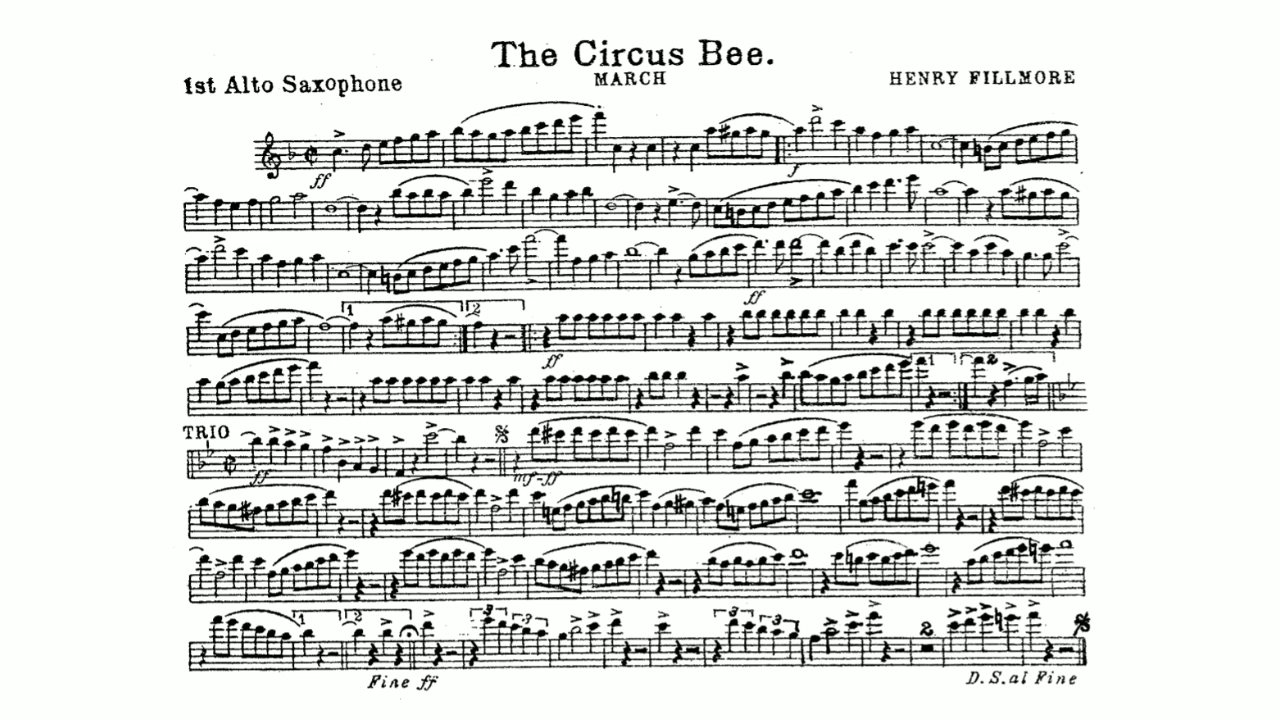 The Circus Bee.
1st Alto Saxophone
MARCH
HENRY FILLMORE
ff
f
ff
1
2
ff
1
2
TRIO
ff
mf-ff
1
2
3
3
3
3
2
Fine ff
D. S. al Fine